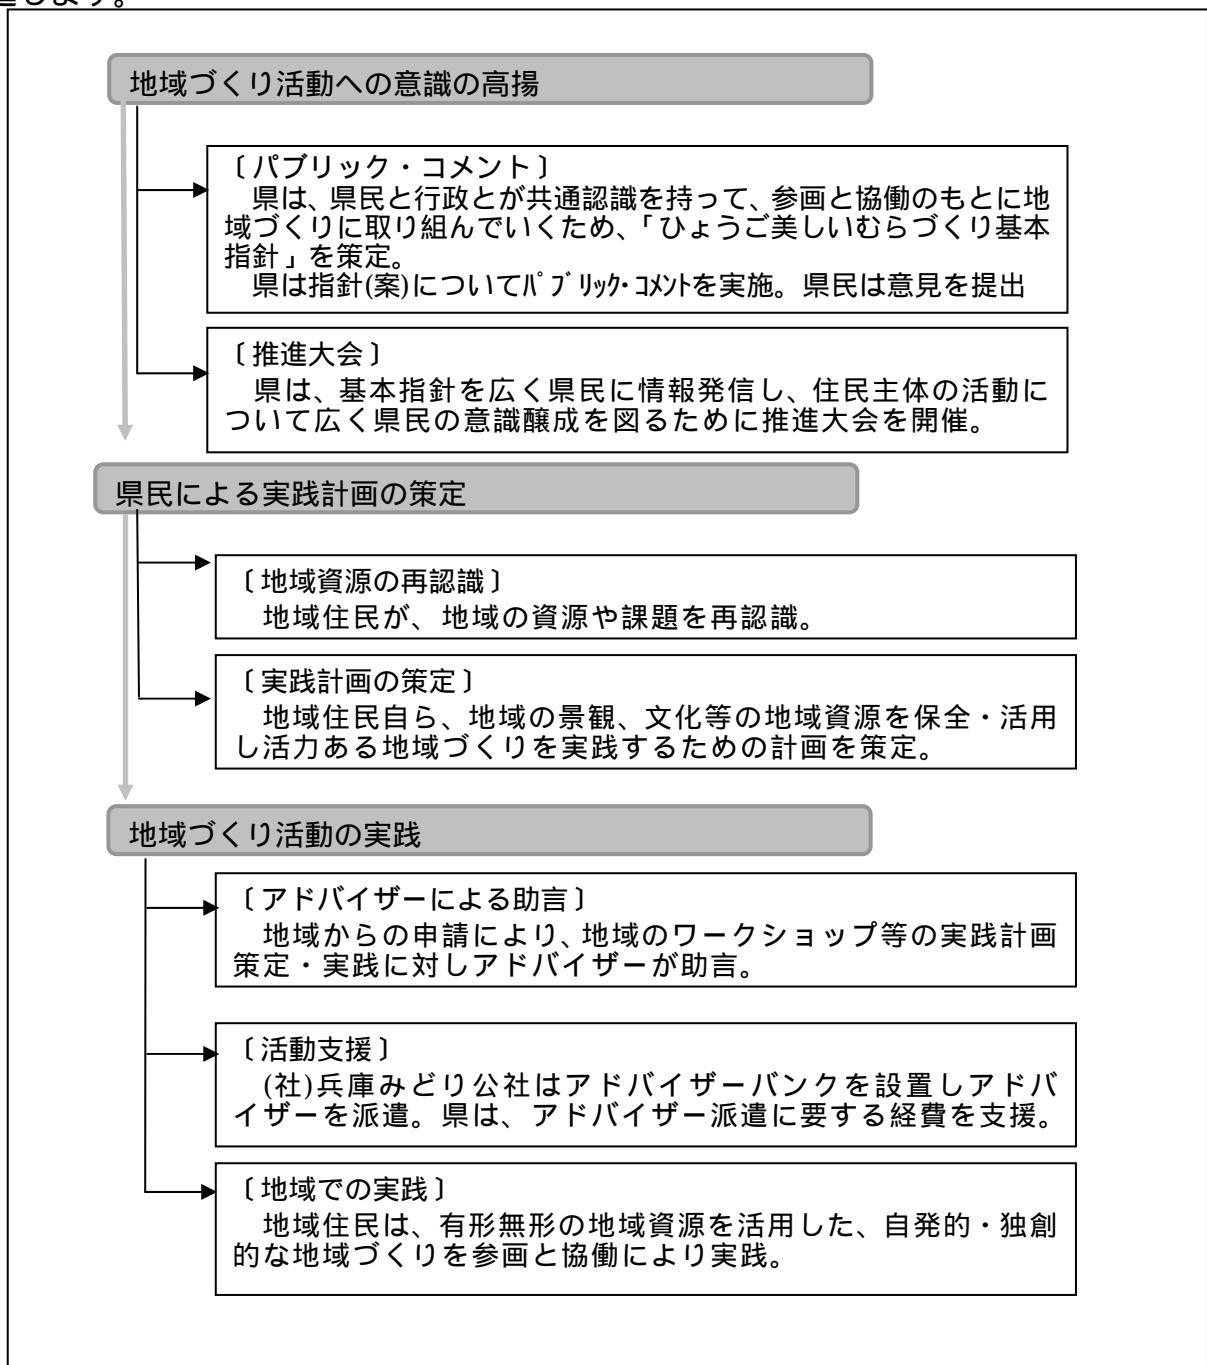 進します。
地域づくり活動への意識の高揚
〔パブリック・コメント〕
県は、県民と行政とが共通認識を持って、参画と協働のもとに地
域づくりに取り組んでいくため、「ひょうご美しいむらづくり基本
指針」を策定。
県は指針(案)についてﾊﾟﾌﾞﾘｯｸ・ｺﾒﾝﾄを実施。県民は意見を提出
〔推進大会〕
県は、基本指針を広く県民に情報発信し、住民主体の活動に
ついて広く県民の意識醸成を図るために推進大会を開催。
県民による実践計画の策定
〔地域資源の再認識〕
地域住民が、地域の資源や課題を再認識。
〔実践計画の策定〕
地域住民自ら、地域の景観、文化等の地域資源を保全・活用
し活力ある地域づくりを実践するための計画を策定。
地域づくり活動の実践
〔アドバイザーによる助言〕
地域からの申請により、地域のワークショップ等の実践計画
策定・実践に対しアドバイザーが助言。
〔活動支援〕
(社)兵庫みどり公社はアドバイザーバンクを設置しアドバ
イザーを派遣。県は、アドバイザー派遣に要する経費を支援。
〔地域での実践〕
地域住民は、有形無形の地域資源を活用した、自発的・独創
的な地域づくりを参画と協働により実践。